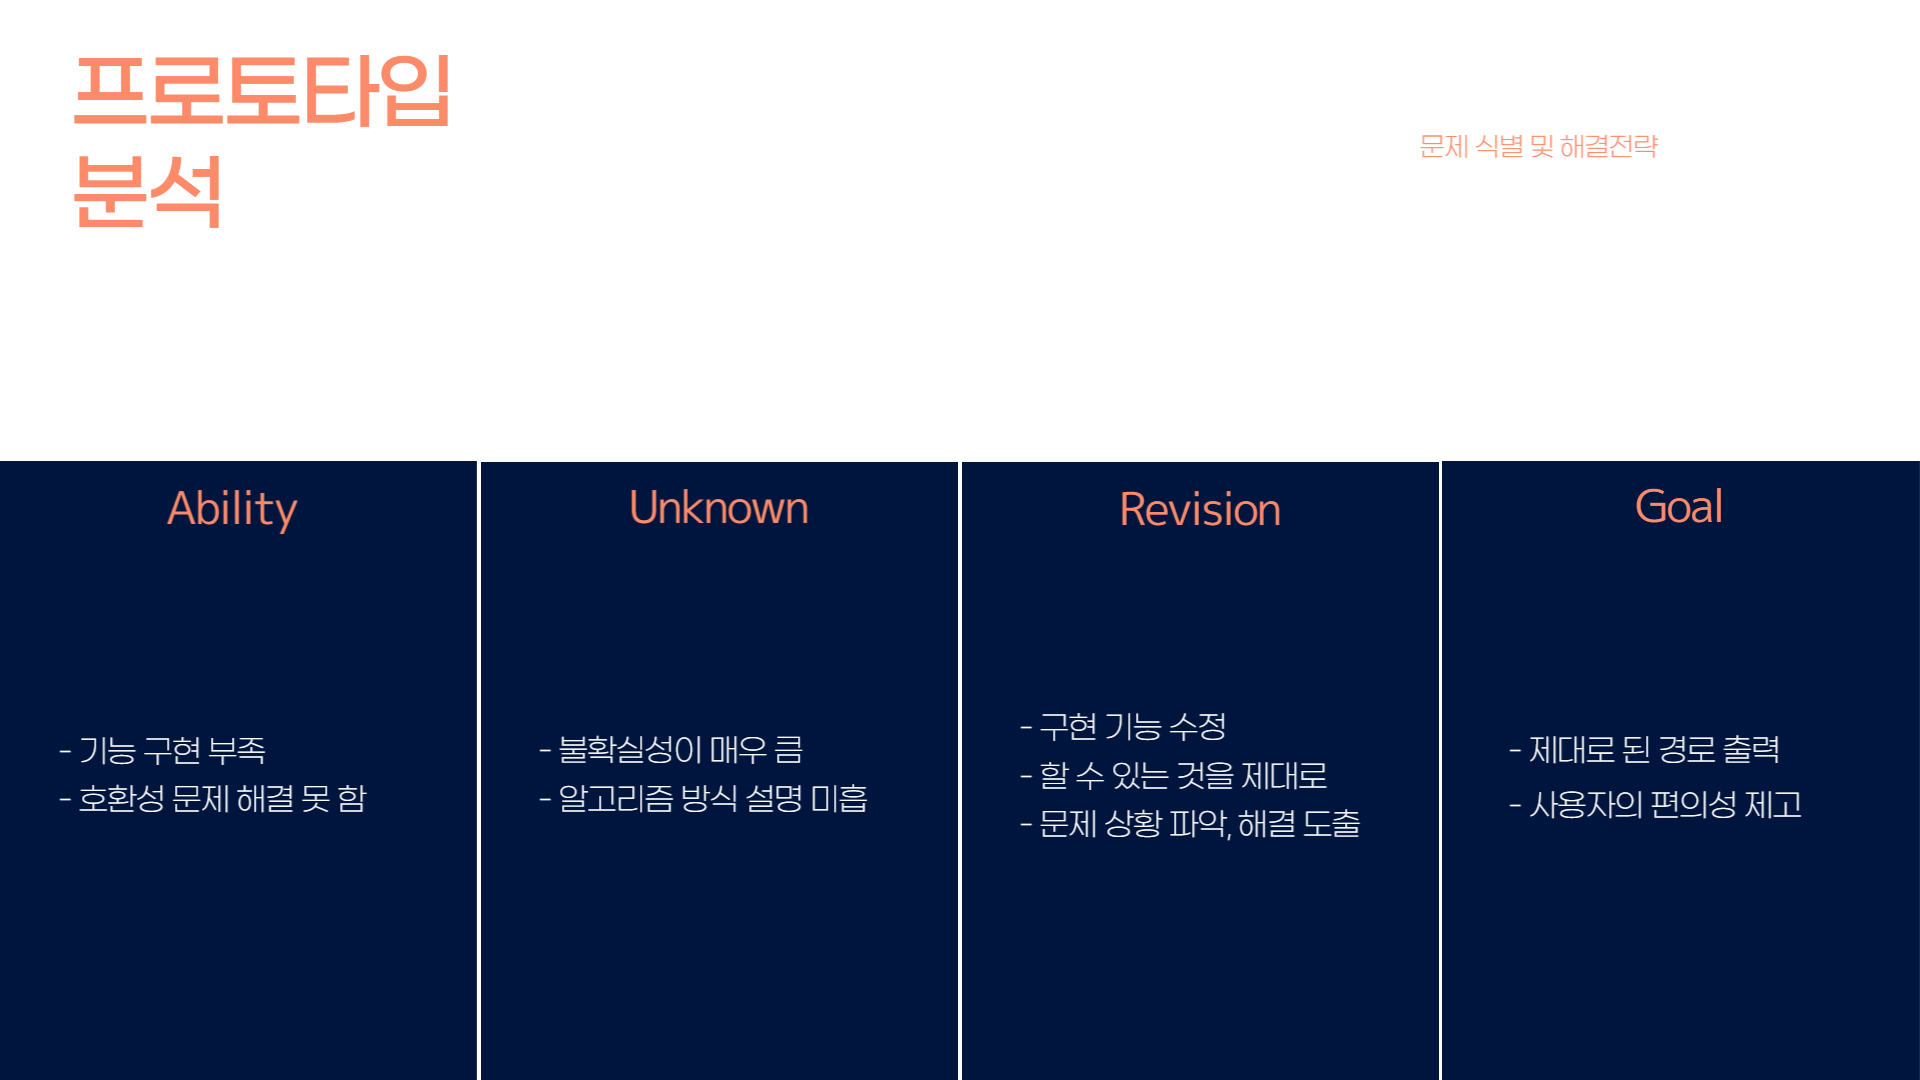 프로토타입
분석
문제 식별 및 해결전략
Ability
- 기능 구현 부족
- 호환성 문제 해결 못 함
Unknown
- 불확실성이 매우 큼
- 알고리즘 방식 설명 미흡
Revision
- 구현 기능 수정
- 할 수 있는 것을 제대로
- 문제 상황 파악, 해결 도출
Goal
- 제대로 된 경로 출력
- 사용자의 편의성 제고